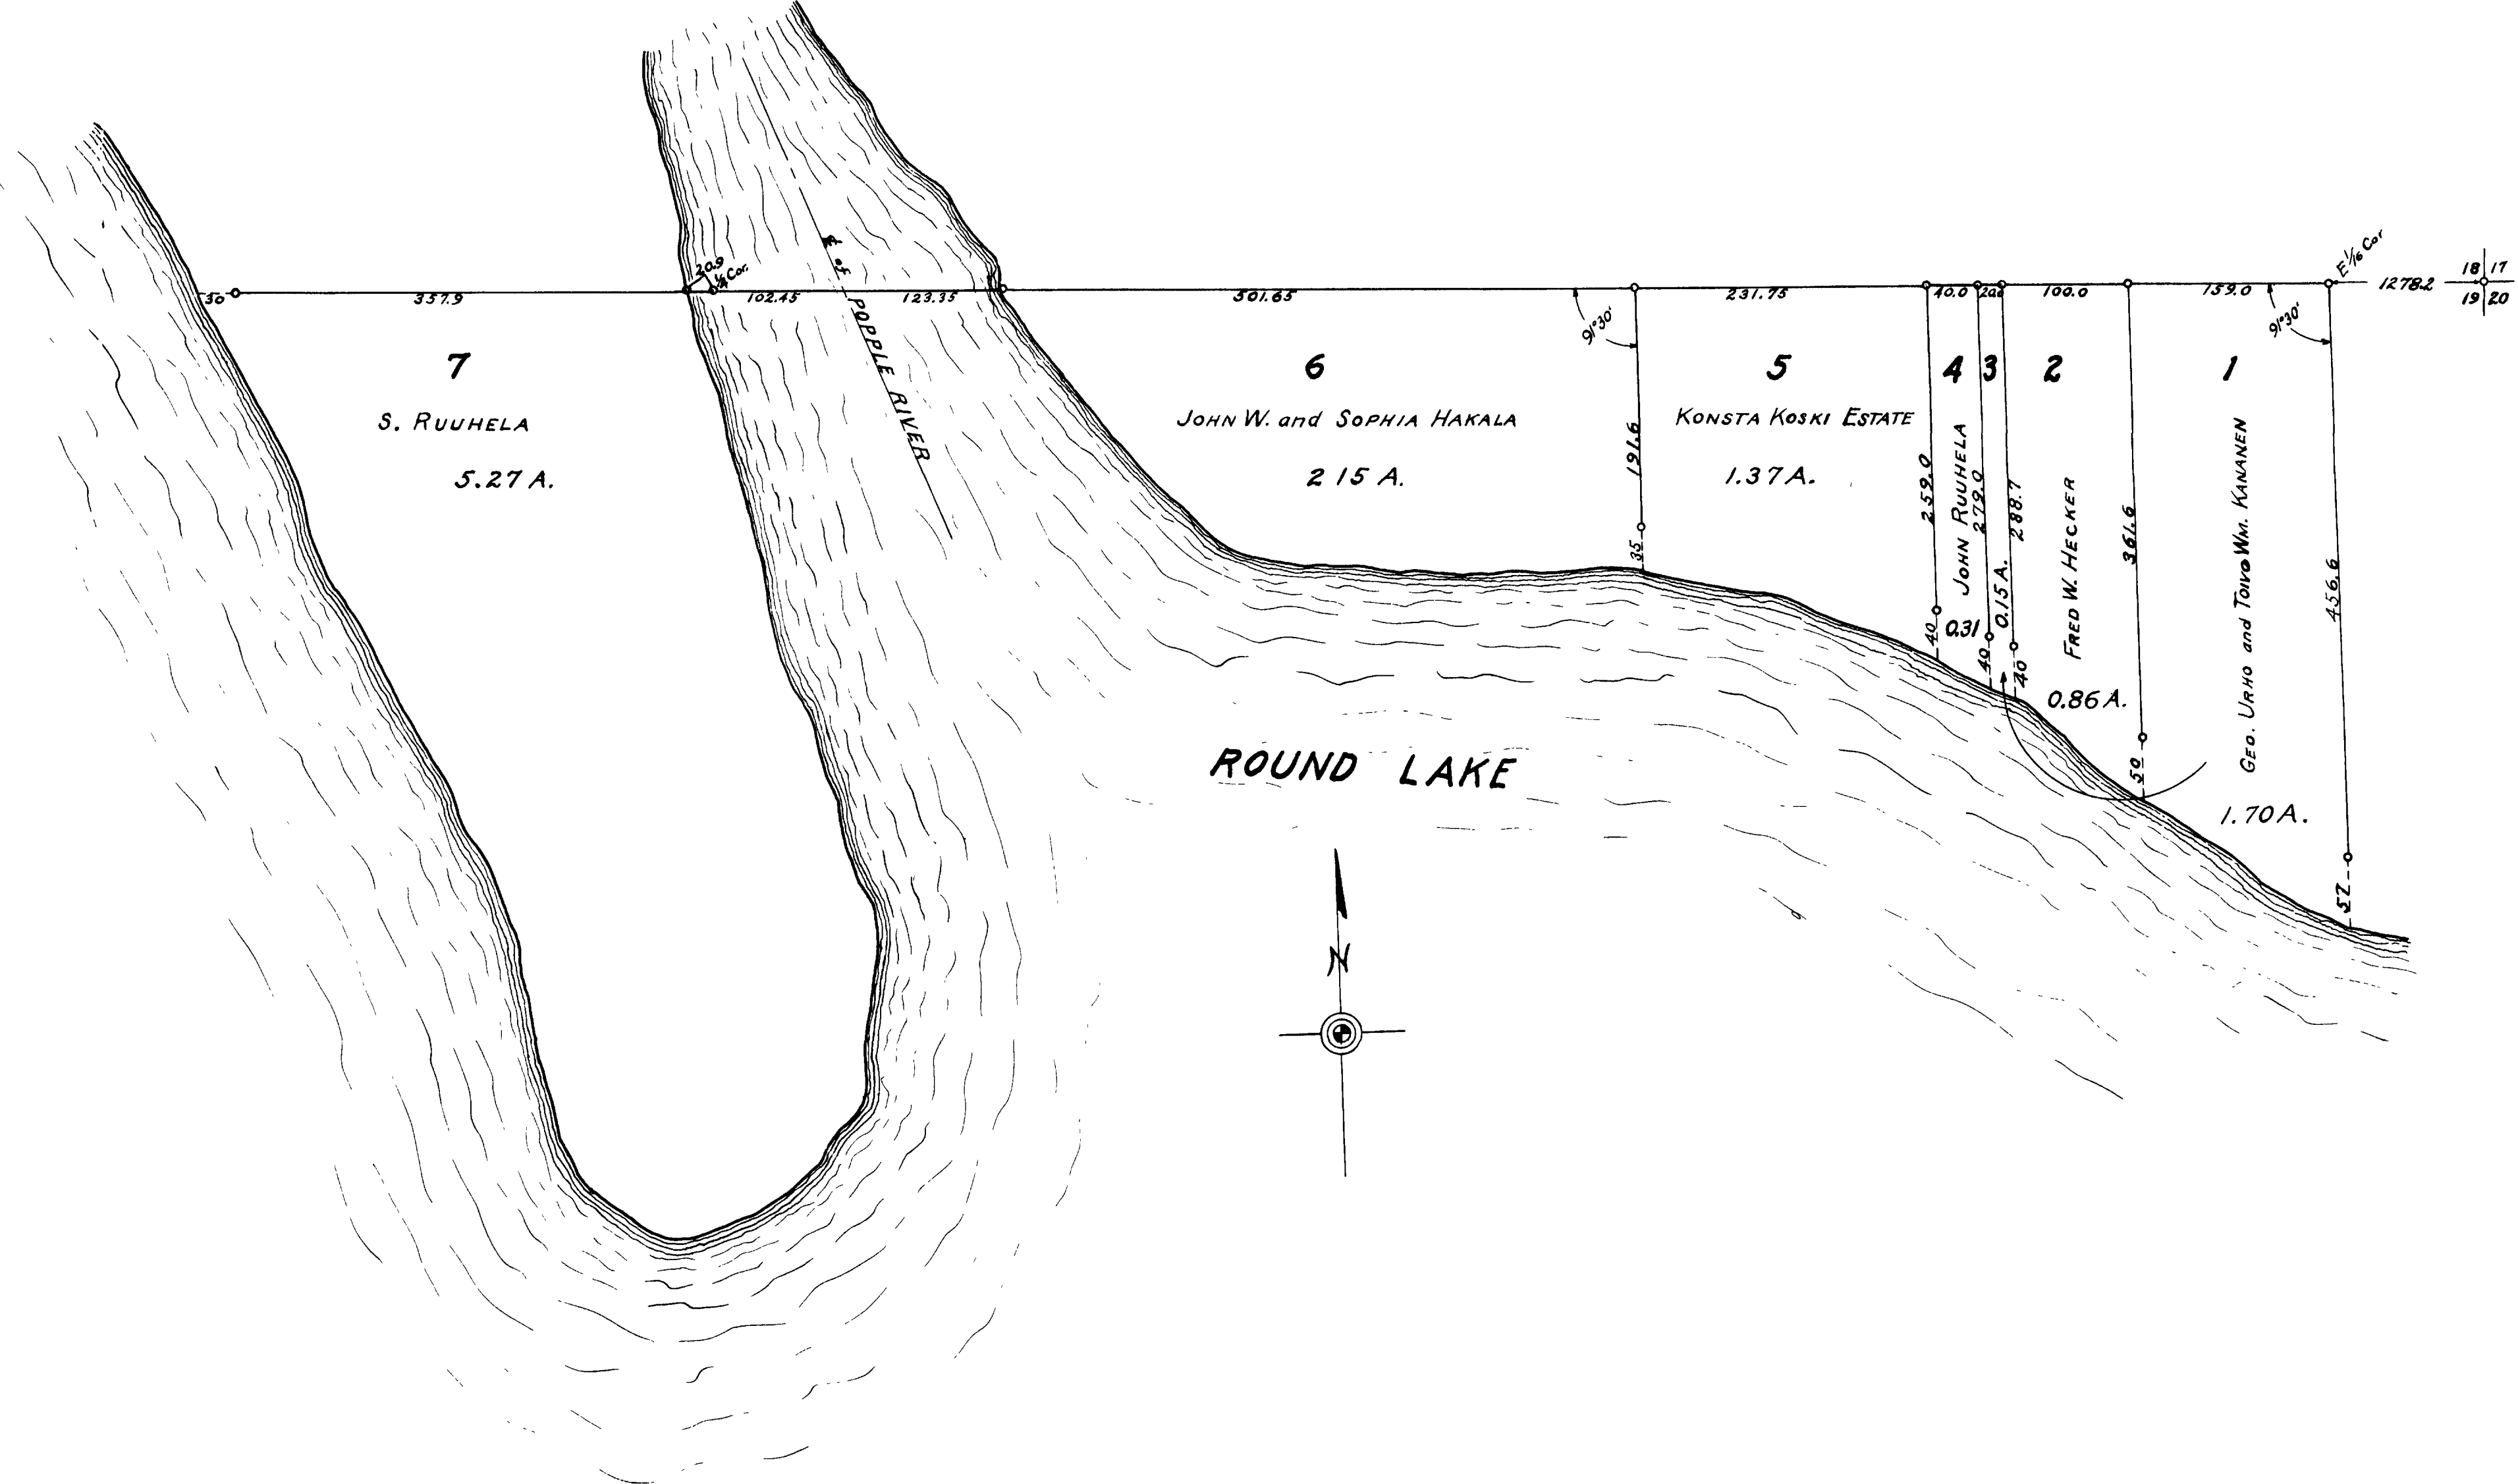 E 1/16 Cor
18 17
19 20
1278.2
20.9
1/4 Cor.
30
357.9
102.45
123.35
501.65
231.75
40.0
100.0
159.0
91°30'
91°30'
℄ of POPPLE RIVER
7
S. RUUHELA
5.27 A.
6
JOHN W. and SOPHIA HAKALA
2 15 A.
191.6
35
5
KONSTA KOSKI ESTATE
1.37 A.
259.0
40
4
JOHN RUUHELA
0.31
279.0
40
3
0.15 A.
288.7
40
2
FRED W. HECKER
0.86 A.
361.6
50
1
GEO. URHO and TOIVO WM. KANANEN
1.70 A.
456.6
52
ROUND LAKE
N